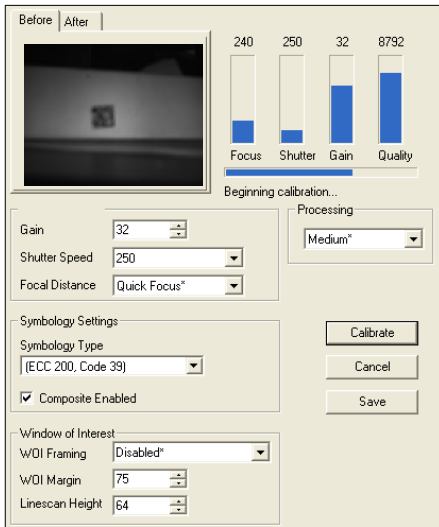 Before After
240 250 32 8792
Focus Shutter Gain Quality
Beginning calibration...
Gain 32
Shutter Speed 250
Focal Distance Quick Focus*
Processing
Medium*
Symbology Settings
Symbology Type
(ECC 200, Code 39)
Composite Enabled
Calibrate
Cancel
Save
Window of Interest
WOI Framing Disabled*
WOI Margin 75
Linescan Height 64